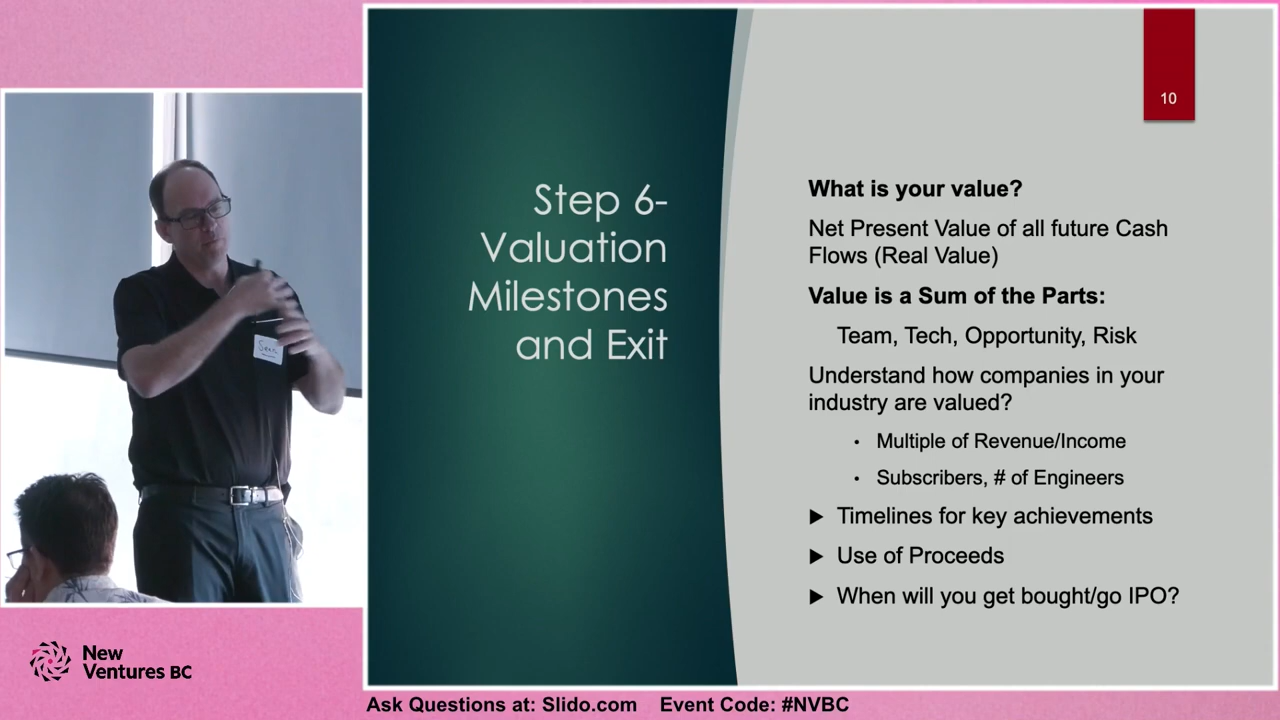 10
Step 6-
Valuation
Milestones
and Exit
What is your value?
Net Present Value of all future Cash
Flows (Real Value)
Value is a Sum of the Parts:
Team, Tech, Opportunity, Risk
Understand how companies in your
industry are valued?
• Multiple of Revenue/Income
• Subscribers, # of Engineers
Timelines for key achievements
Use of Proceeds
When will you get bought/go IPO?
Sean
New
Ventures BC
Ask Questions at: Slido.com Event Code: #NVBC